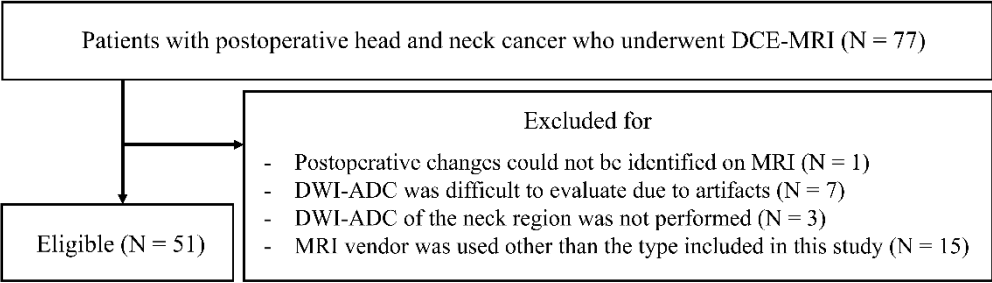 Patients with postoperative head and neck cancer who underwent DCE-MRI (N = 77)
Excluded for
- Postoperative changes could not be identified on MRI (N = 1)
- DWI-ADC was difficult to evaluate due to artifacts (N = 7)
- DWI-ADC of the neck region was not performed (N = 3)
- MRI vendor was used other than the type included in this study (N = 15)
Eligible (N = 51)